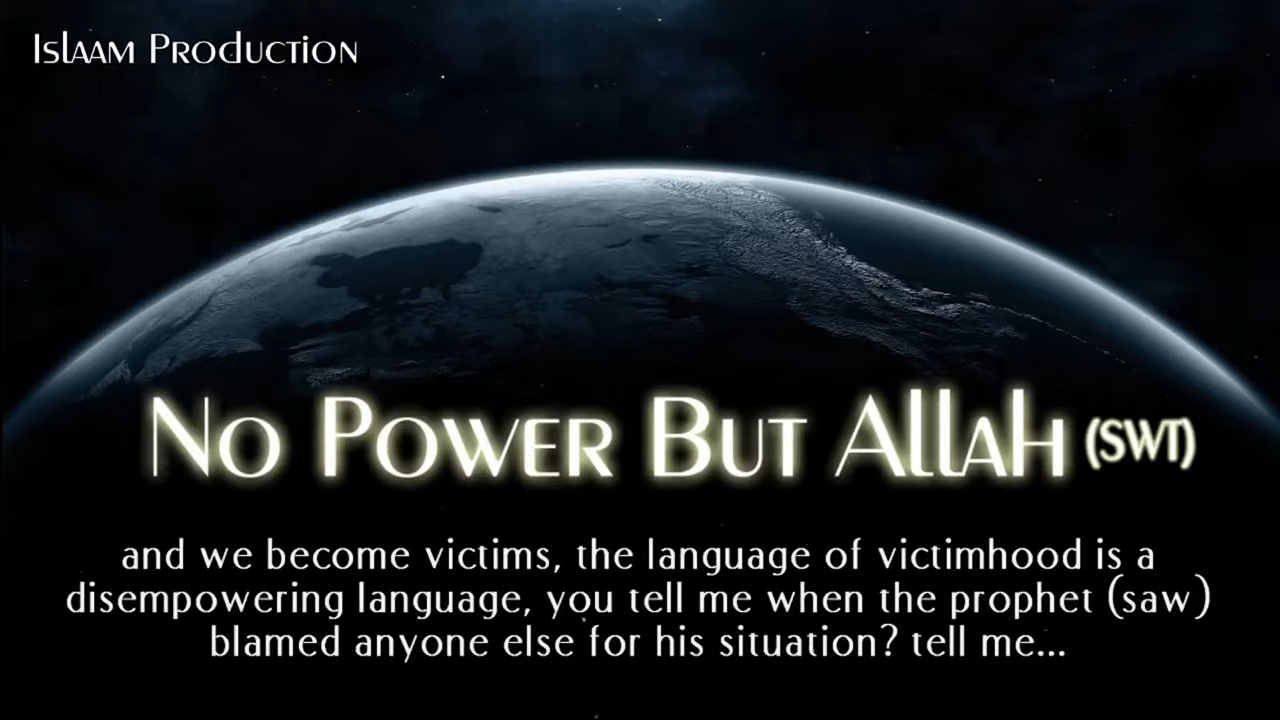 Islaam Production
No Power But Allah (SWT)
and we become victims, the language of victimhood is a
disempowering language, you tell me when the prophet (saw)
blamed anyone else for his situation? tell me...